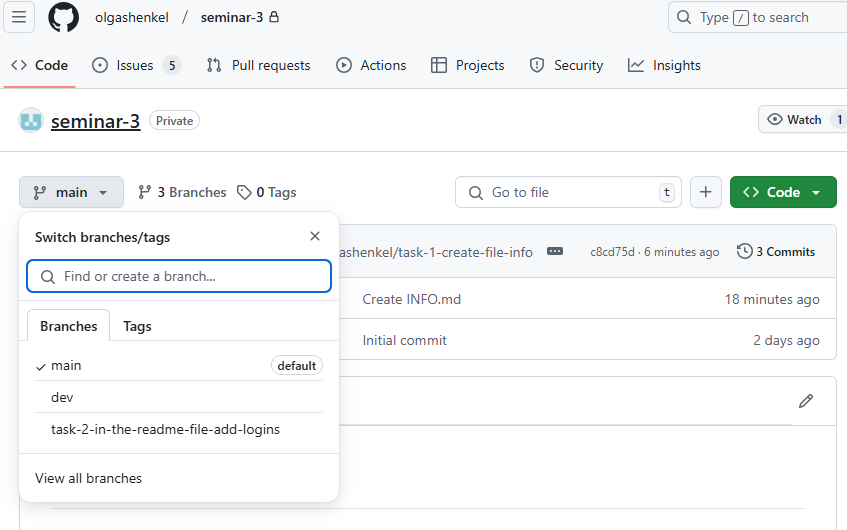 olgashenkel / seminar-3
Type / to search
Code
Issues 5
Pull requests
Actions
Projects
Security
Insights
seminar-3 Private
Watch 1
main
3 Branches
0 Tags
Go to file t
Code
Switch branches/tags
ashenkel/task-1-create-file-info
c8cd75d · 6 minutes ago
3 Commits
Find or create a branch...
Create INFO.md
18 minutes ago
Branches
Tags
Initial commit
2 days ago
main default
dev
task-2-in-the-readme-file-add-logins
View all branches